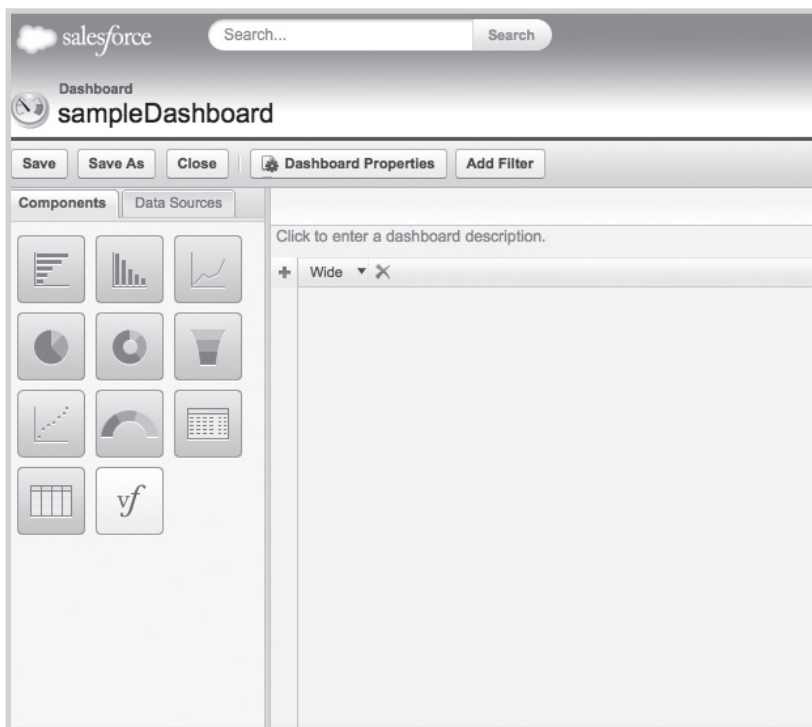 salesforce
Search...
Search
Dashboard
sampleDashboard
Save
Save As
Close
Dashboard Properties
Add Filter
Components
Data Sources
Click to enter a dashboard description.
Wide
vf